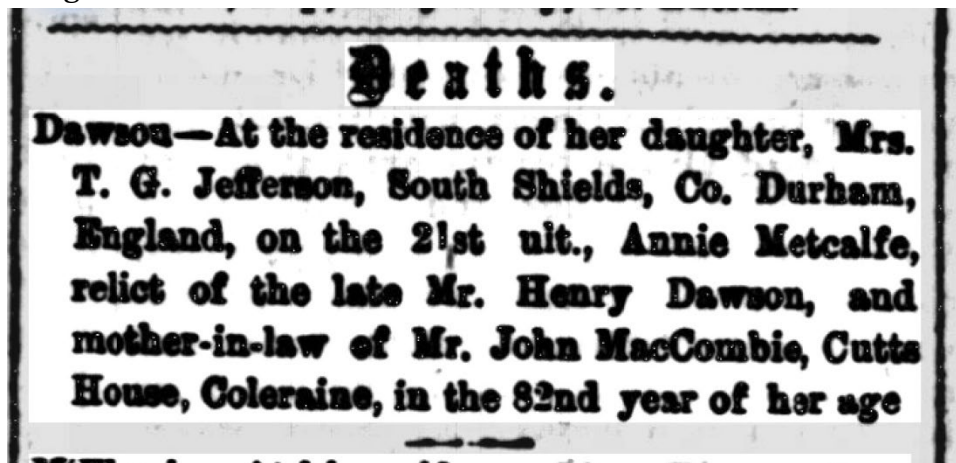 Deaths.
Dawson—At the residence of her daughter, Mrs.
T. G. Jefferson, South Shields, Co. Durham,
England, on the 21st ult., Annie Metcalfe,
relict of the late Mr. Henry Dawson, and
mother-in-law of Mr. John MacCombie, Cutts
House, Coleraine, in the 82nd year of her age